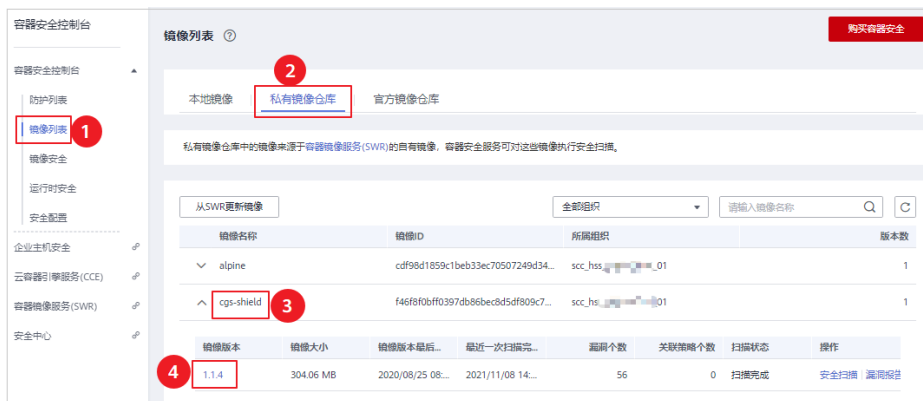 容器安全控制台
镜像列表 ?
购买容器安全
容器安全控制台
防护列表
镜像列表 1
镜像安全
运行时安全
安全配置
企业主机安全
云容器引擎服务(CCE)
容器镜像服务(SWR)
安全中心
2
本地镜像 私有镜像仓库 官方镜像仓库
私有镜像仓库中的镜像来源于容器镜像服务(SWR)的自有镜像，容器安全服务可对这些镜像执行安全扫描。
从SWR更新镜像 全部组织 请输入镜像名称
镜像名称 镜像ID 所属组织 版本数
alpine cdf98d1859c1beb33ec70507249d34... scc_hss_ _01 1
cgs-shield 3 f46f8f0bff0397db86bec8d5df809c7... scc_hs 01 1
镜像版本 镜像大小 镜像版本最后... 最近一次扫描完... 漏洞个数 关联策略个数 扫描状态 操作
4 1.1.4 304.06 MB 2020/08/25 08:... 2021/11/08 14:... 56 0 扫描完成 安全扫描 漏洞报告